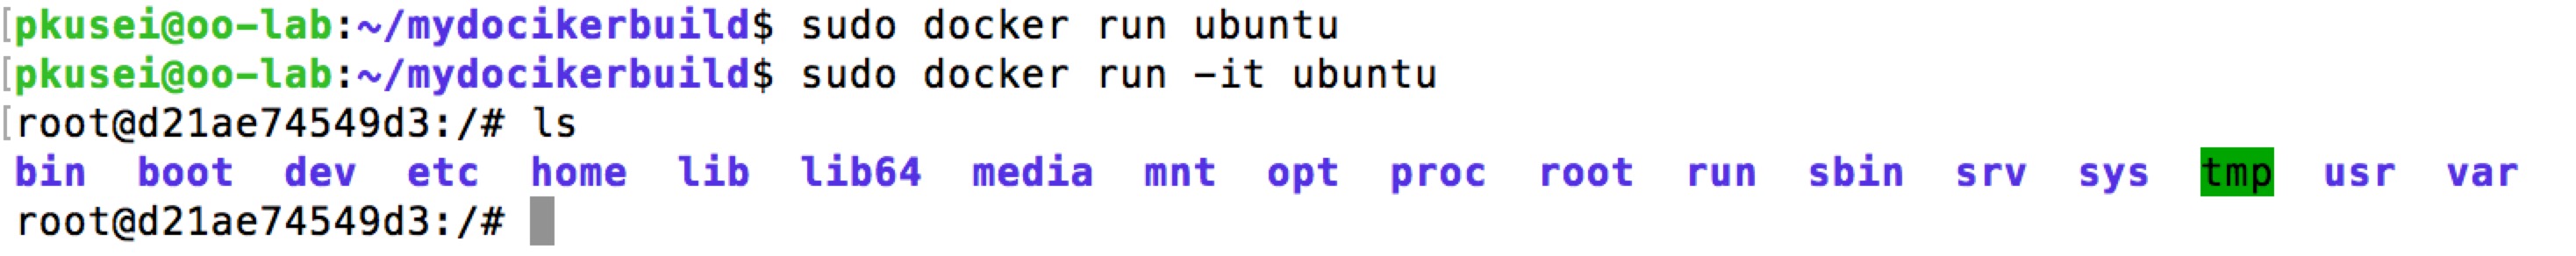 [pkusei@oo-lab:~/mydocikerbuild$ sudo docker run ubuntu
[pkusei@oo-lab:~/mydocikerbuild$ sudo docker run -it ubuntu
[root@d21ae74549d3:/# ls
bin boot dev etc home lib lib64 media mnt opt proc root run sbin srv sys tmp usr var
root@d21ae74549d3:/#